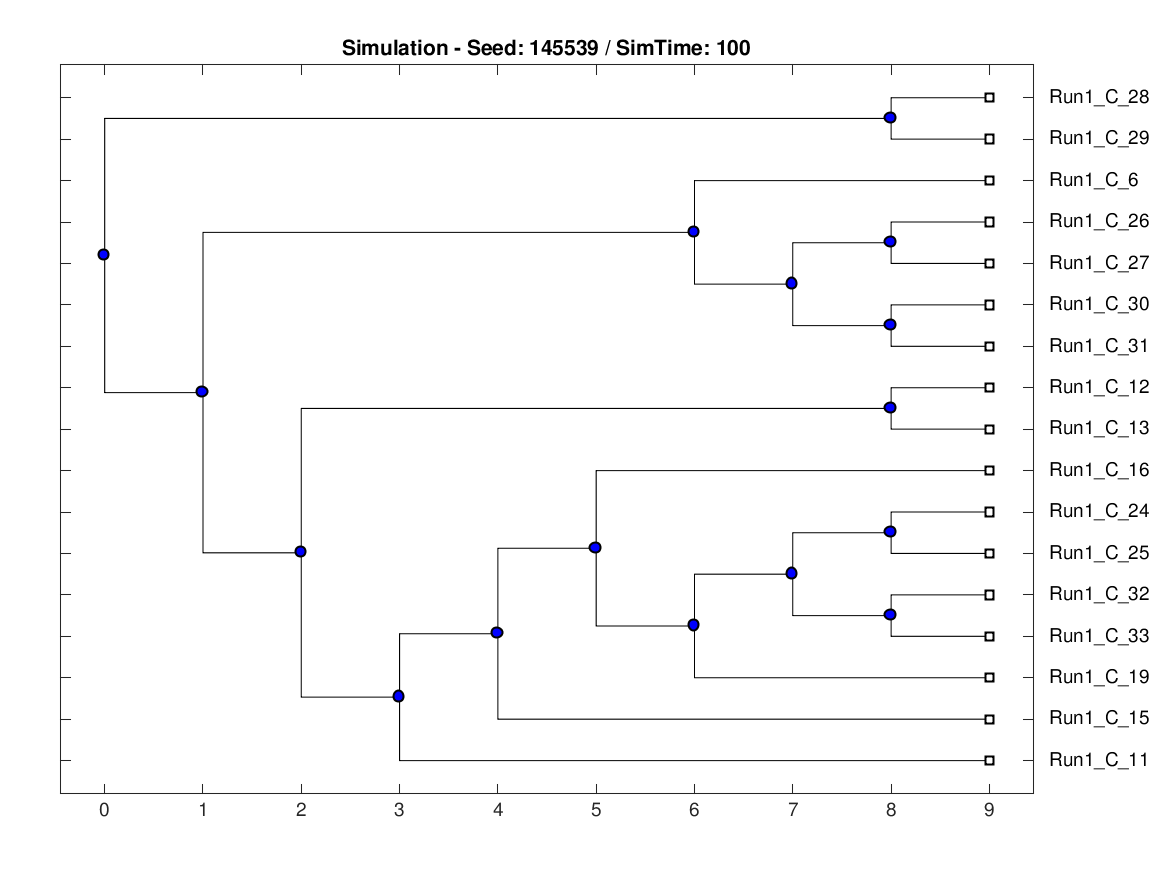 Simulation - Seed: 145539 / SimTime: 100
Run1_C_28
Run1_C_29
Run1_C_6
Run1_C_26
Run1_C_27
Run1_C_30
Run1_C_31
Run1_C_12
Run1_C_13
Run1_C_16
Run1_C_24
Run1_C_25
Run1_C_32
Run1_C_33
Run1_C_19
Run1_C_15
Run1_C_11
0 1 2 3 4 5 6 7 8 9